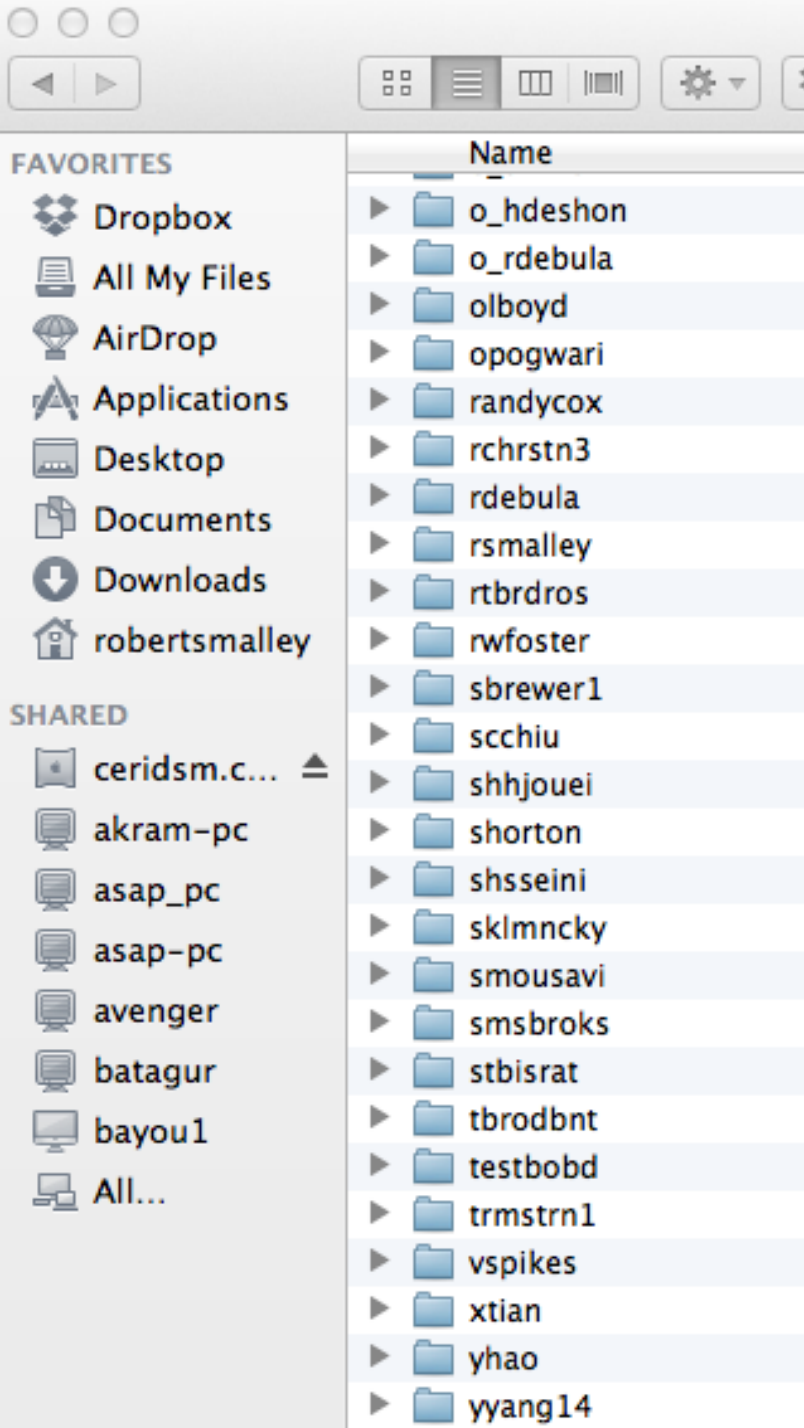 FAVORITES
Dropbox
All My Files
AirDrop
Applications
Desktop
Documents
Downloads
robertsmalley
SHARED
ceridsm.c...
akram-pc
asap_pc
asap-pc
avenger
batagur
bayou1
All...
Name
o_hdeshon
o_rdebula
olboyd
opogwari
randycox
rchrstn3
rdebula
rsmalley
rtbrdros
rwfoster
sbrewer1
scchiu
shhjouei
shorton
shsseini
sklmncky
smousavi
smsbroks
stbisrat
tbrodbnt
testbobd
trmstrn1
vspikes
xtian
yhao
yyang14